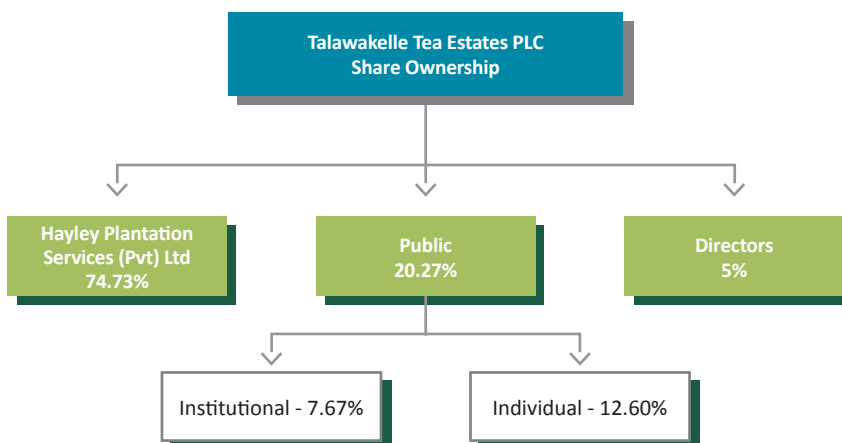 Talawakelle Tea Estates PLC
Share Ownership
Hayley Plantation
Services (Pvt) Ltd
74.73%
Public
20.27%
Directors
5%
Institutional - 7.67%
Individual - 12.60%